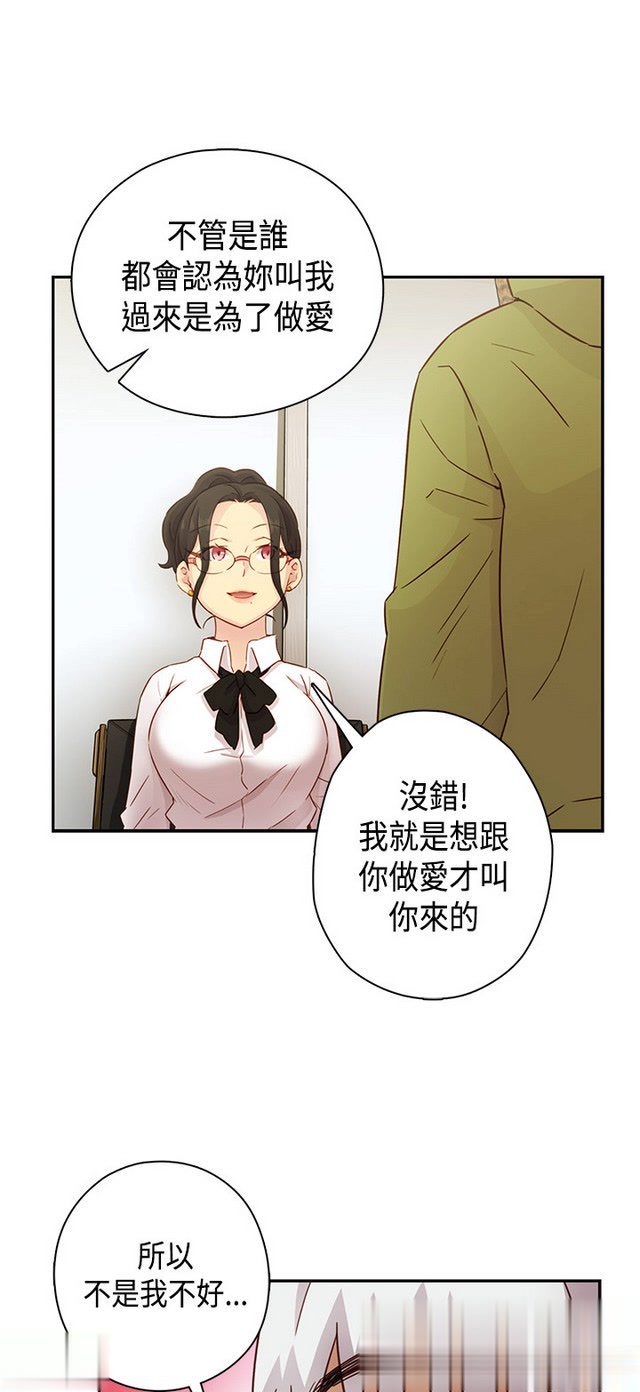 不管是誰
都會認為妳叫我
過來是為了做愛
沒錯!
我就是想跟
你做愛才叫
你來的
所以
不是我不好...